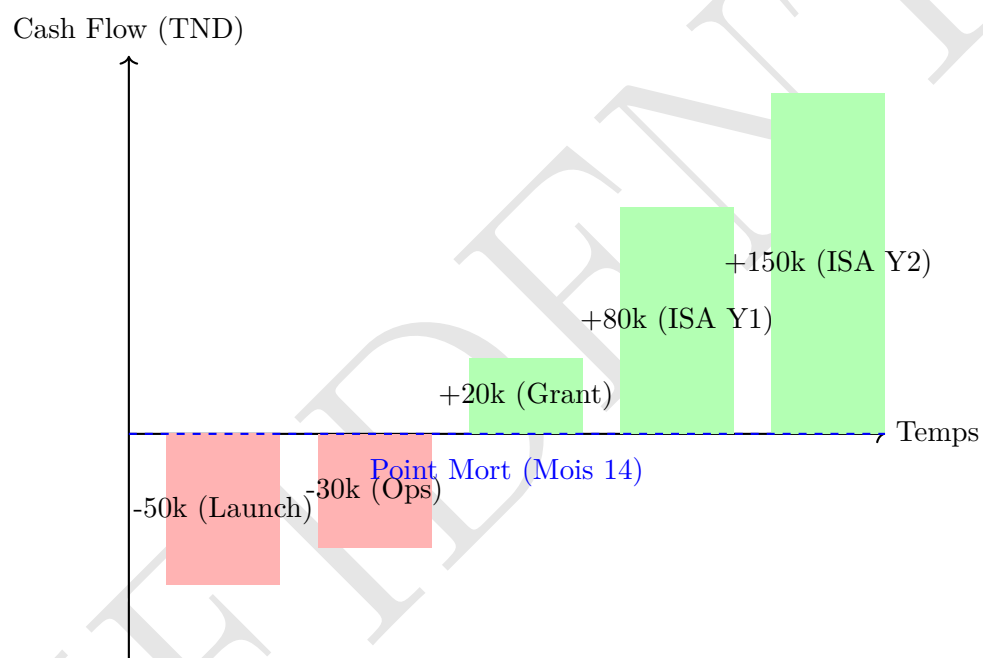 Cash Flow (TND)
+150k (ISA Y2)
+80k (ISA Y1)
+20k (Grant)
Temps
Point Mort (Mois 14)
-30k (Ops)
-50k (Launch)